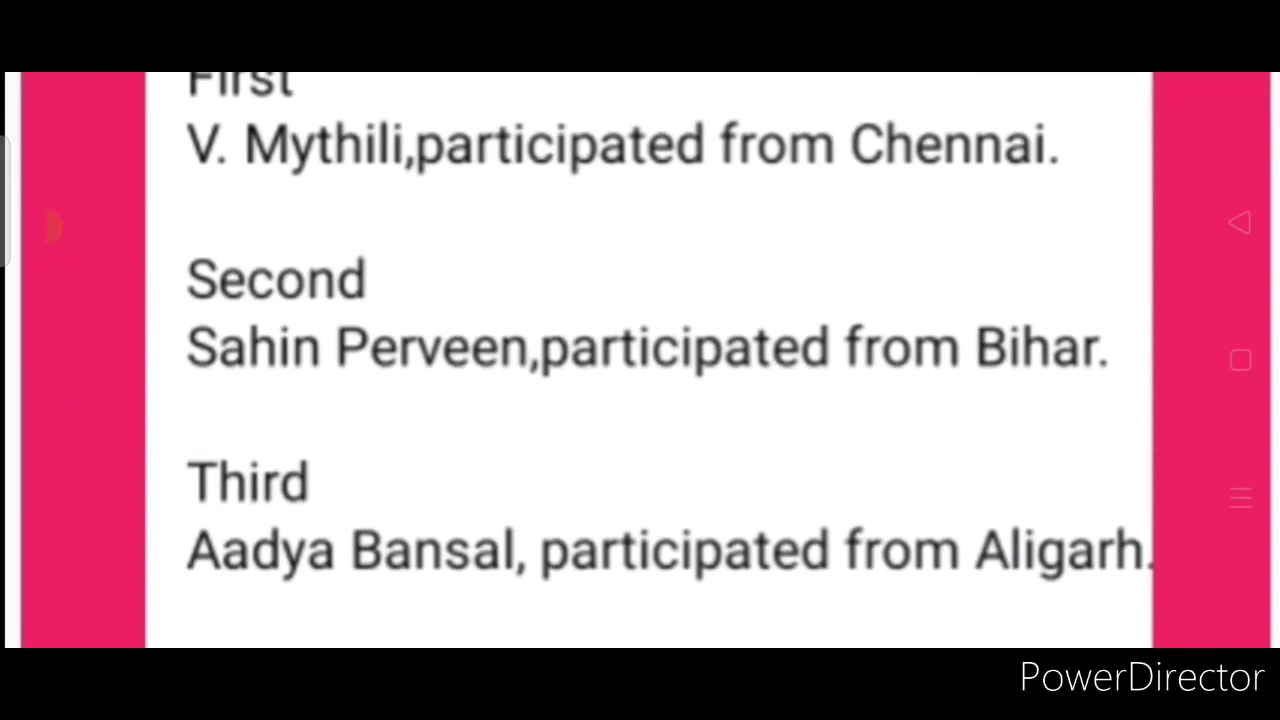 First
V. Mythili,participated from Chennai.
Second
Sahin Perveen,participated from Bihar.
Third
Aadya Bansal, participated from Aligarh.
PowerDirector